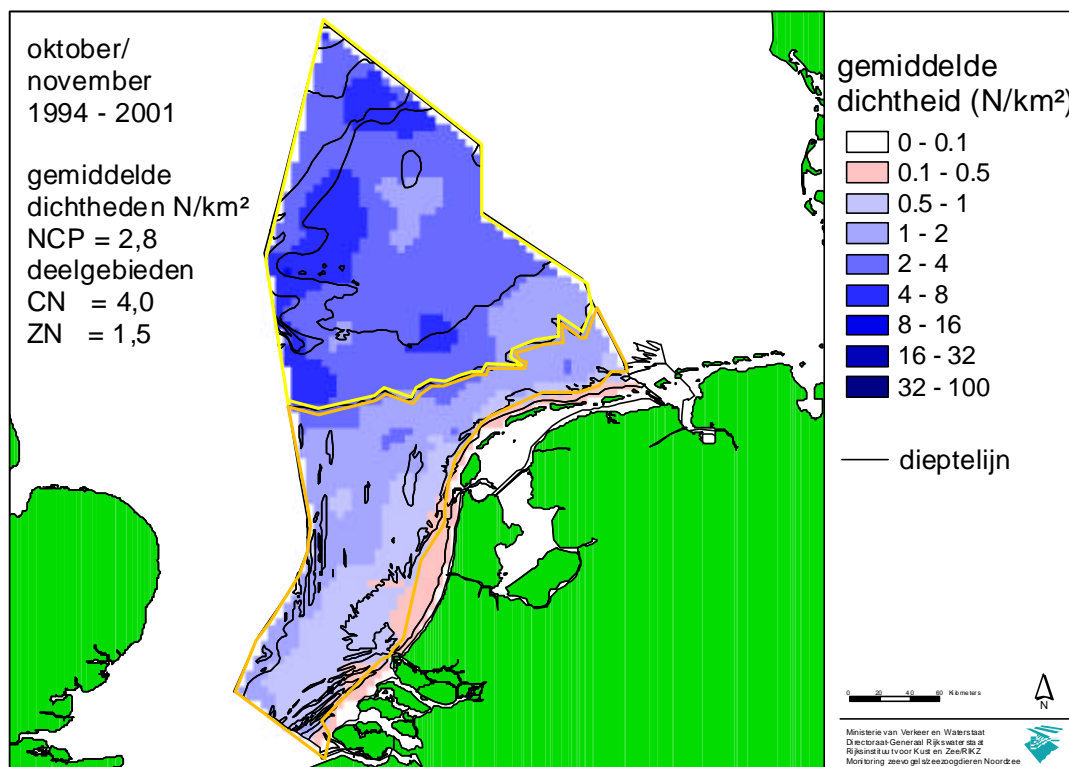 oktober/
november
1994 - 2001
gemiddelde
dichtheden N/km²
NCP = 2,8
deelgebieden
CN = 4,0
ZN = 1,5
gemiddelde
dichtheid (N/km²)
0 - 0.1
0.1 - 0.5
0.5 - 1
1 - 2
2 - 4
4 - 8
8 - 16
16 - 32
32 - 100
dieptelijn
0 20 40 60 Kilometers
N
Ministerie van Verkeer en Waterstaat
Directoraat-Generaal Rijkswaterstaat
Rijksinstituut voor Kust en Zee/RIKZ
Monitoring zeevogels/zeezoogdieren Noordzee